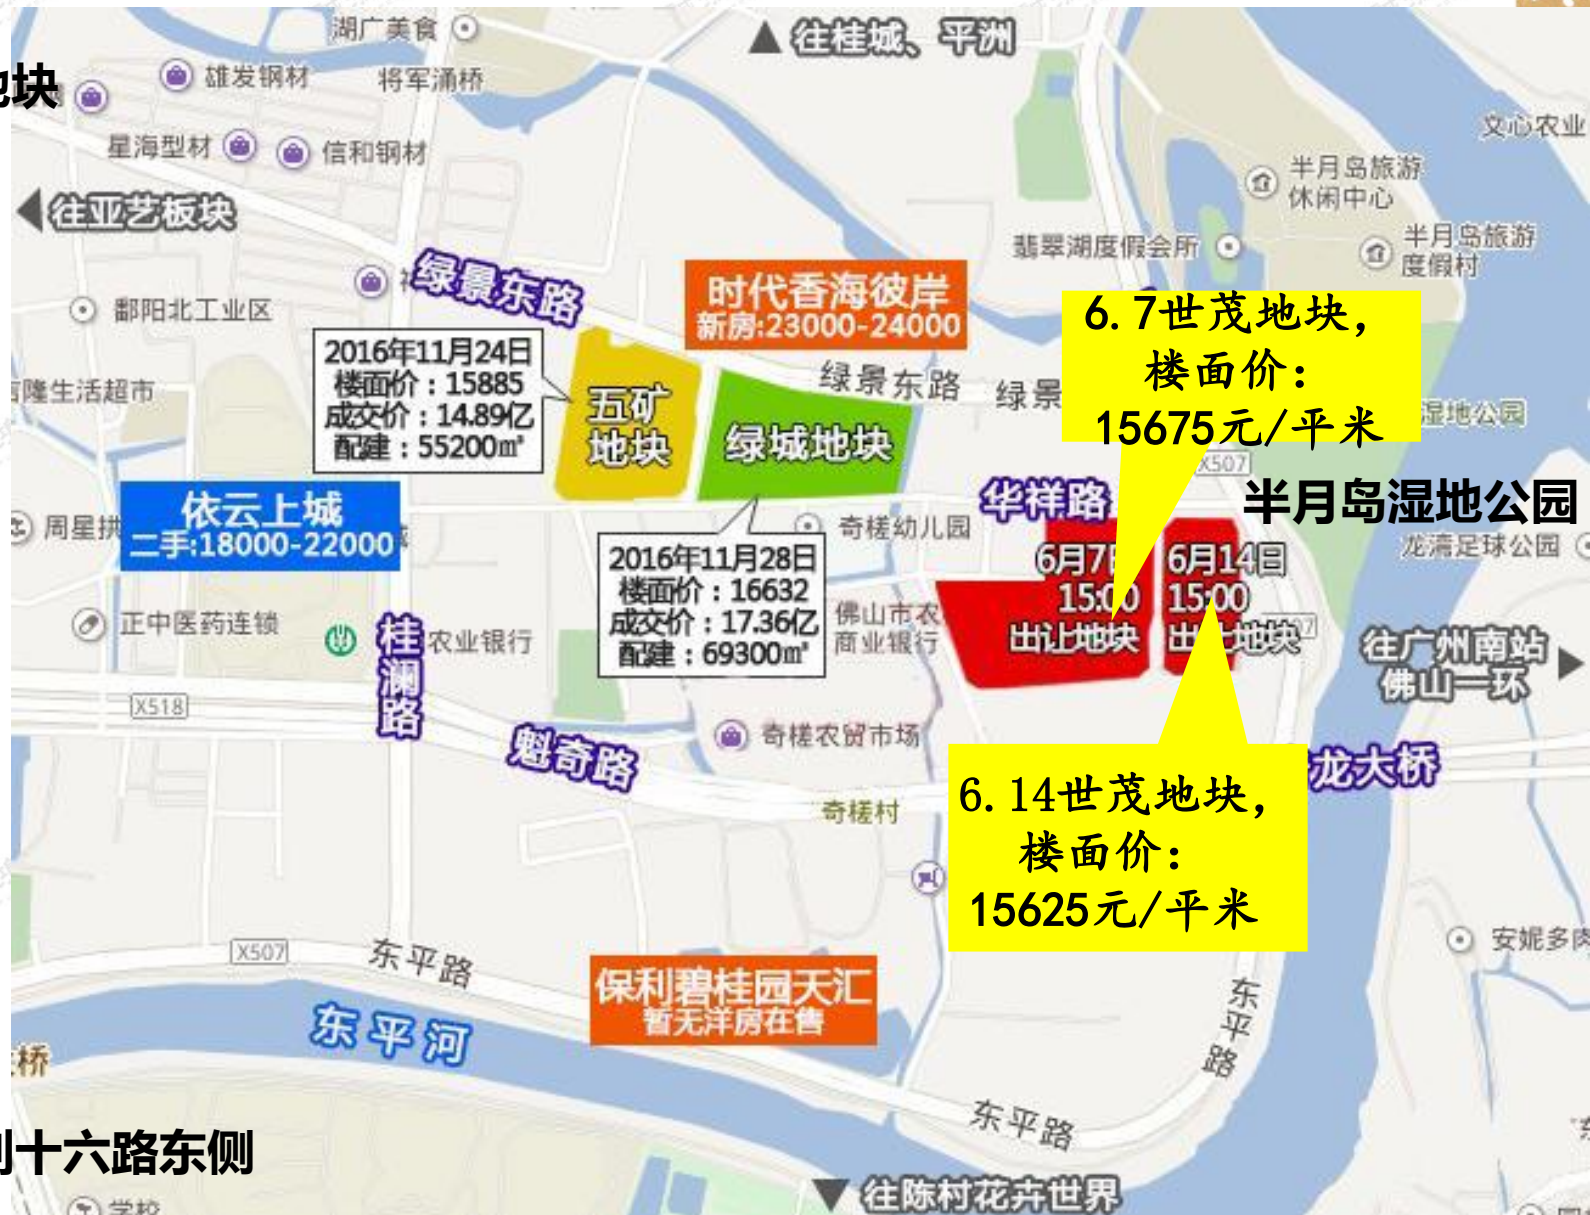 湖广美食
往桂城、平洲
地块
雄发钢材
将军涌桥
星海型材
信和钢材
文心农业
半月岛旅游
休闲中心
往亚艺板块
翡翠湖度假会所
半月岛旅游
度假村
绿景东路
时代香海彼岸
新房:23000-24000
鄱阳北工业区
6.7世茂地块,
楼面价:
15675元/平米
2016年11月24日
楼面价：15885
成交价：14.89亿
配建：55200㎡
五矿
地块
绿城地块
绿景东路
绿景
隆生活超市
湿地公园
X507
依云上城
二手:18000-22000
周星拱
华祥路
半月岛湿地公园
奇槎幼儿园
龙湾足球公园
2016年11月28日
楼面价：16632
成交价：17.36亿
配建：69300㎡
6月7日
15:00
出让地块
6月14日
15:00
出让地块
佛山市农
商业银行
正中医药连锁
桂澜路
农业银行
往广州南站
佛山一环
X518
魁奇路
奇槎农贸市场
龙大桥
奇槎村
6.14世茂地块,
楼面价:
15625元/平米
安妮多肉
X507
东平路
保利碧桂园天汇
暂无洋房在售
东平河
东平路
桥
东平路
十六路东侧
往陈村花卉世界
学校